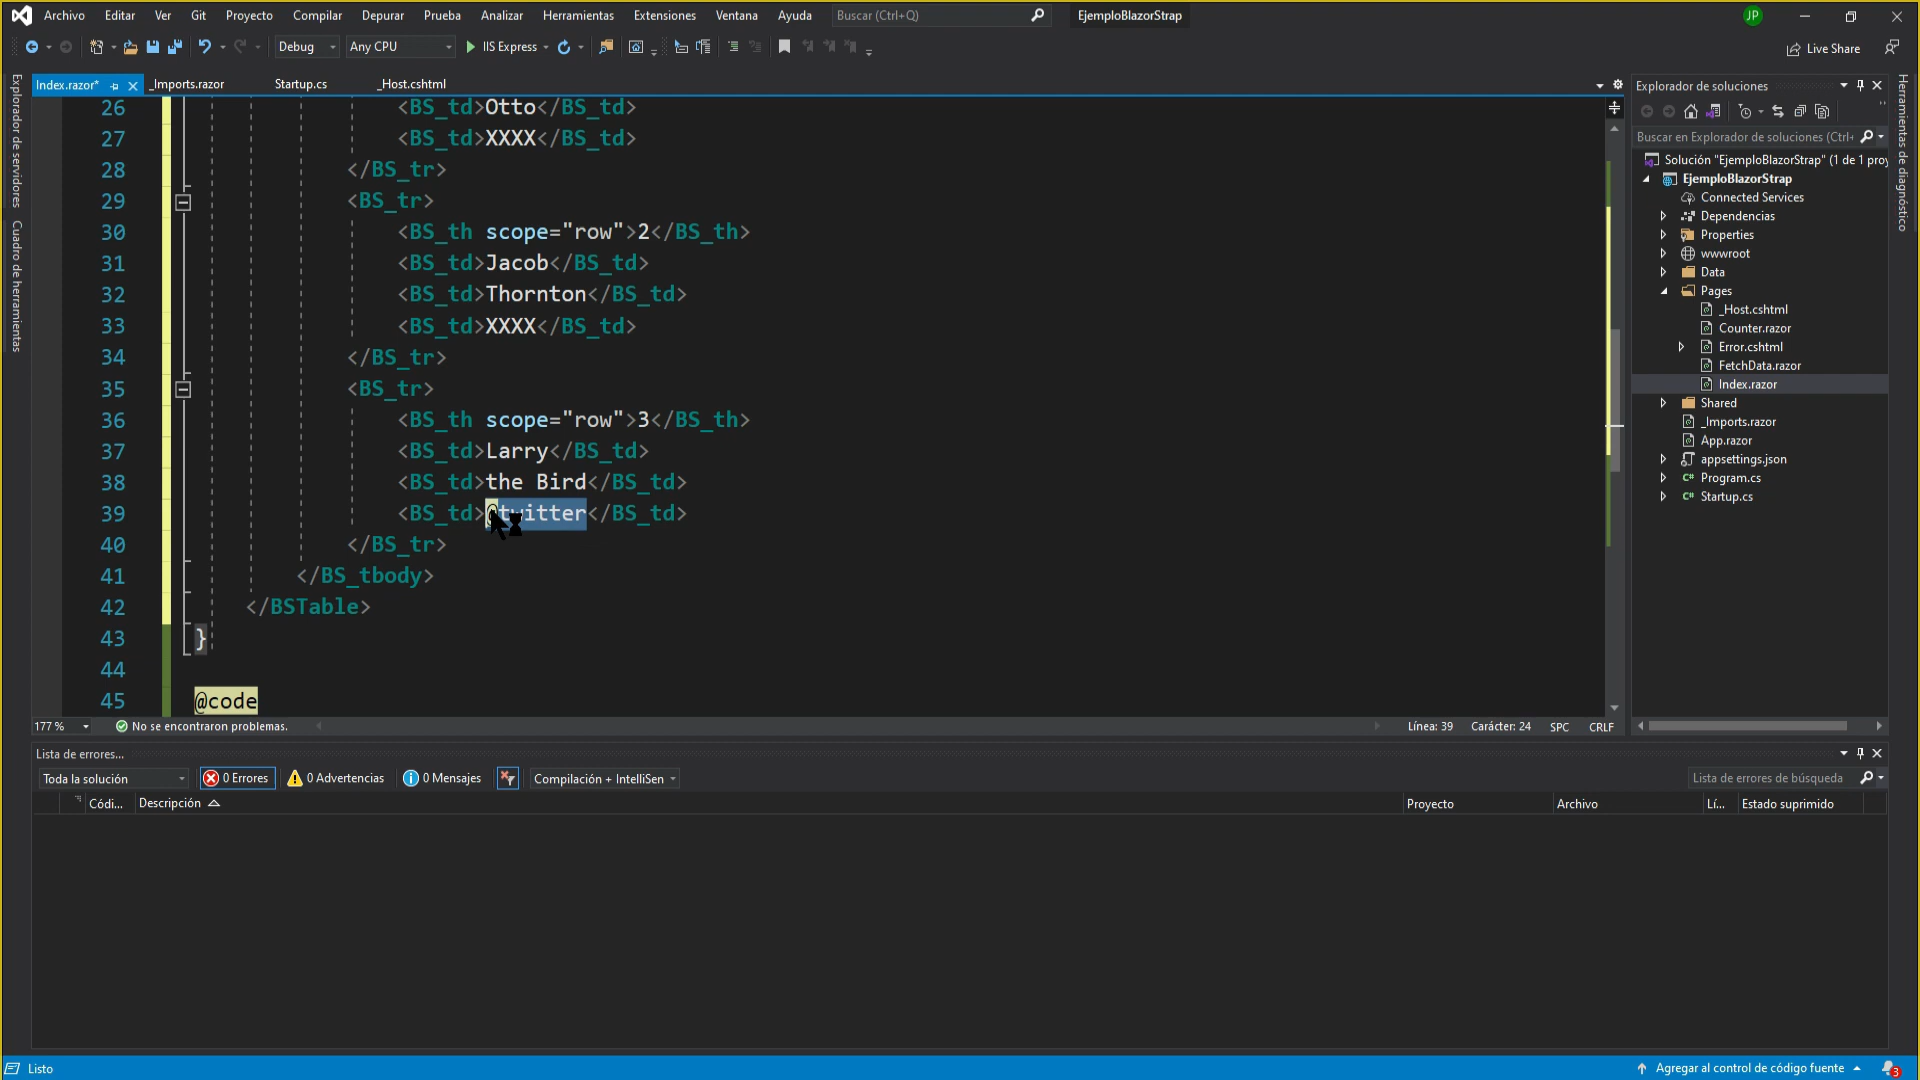 Archivo Editar Ver Git Proyecto Compilar Depurar Prueba Analizar Herramientas Extensiones Ventana Ayuda Buscar (Ctrl+Q) EjemploBlazorStrap JP
Debug Any CPU IIS Express Live Share
Index.razor* _Imports.razor Startup.cs _Host.cshtml
Explorador de servidores
Cuadro de herramientas
26 <BS_td>Otto</BS_td>
27 <BS_td>XXXX</BS_td>
28 </BS_tr>
29 <BS_tr>
30 <BS_th scope="row">2</BS_th>
31 <BS_td>Jacob</BS_td>
32 <BS_td>Thornton</BS_td>
33 <BS_td>XXXX</BS_td>
34 </BS_tr>
35 <BS_tr>
36 <BS_th scope="row">3</BS_th>
37 <BS_td>Larry</BS_td>
38 <BS_td>the Bird</BS_td>
39 <BS_td>@twitter</BS_td>
40 </BS_tr>
41 </BS_tbody>
42 </BSTable>
43 }
44
45 @code
177 % No se encontraron problemas. Línea: 39 Carácter: 24 SPC CRLF
Explorador de soluciones
Buscar en Explorador de soluciones (Ctrl+
Solución "EjemploBlazorStrap" (1 de 1 proy
EjemploBlazorStrap
Connected Services
Dependencias
Properties
wwwroot
Data
Pages
_Host.cshtml
Counter.razor
Error.cshtml
FetchData.razor
Index.razor
Shared
_Imports.razor
App.razor
appsettings.json
Program.cs
Startup.cs
Herramientas de diagnóstico
Lista de errores...
Toda la solución 0 Errores 0 Advertencias 0 Mensajes Compilación + IntelliSen Lista de errores de búsqueda
Códi... Descripción Proyecto Archivo Lí... Estado suprimido
Listo Agregar al control de código fuente 3